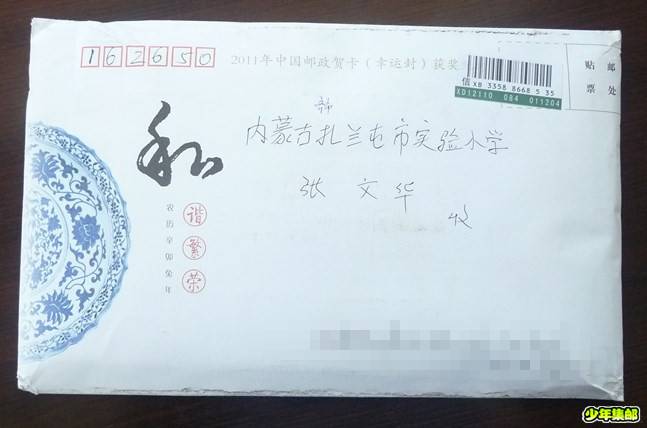 162650
2011年中国邮政贺卡(幸运封)获奖
信 XB 3358 8668 5 35
XD12110 084 011204
贴 邮
票 处
内蒙古扎兰屯市实验小学
张文华
收
和
谐
繁
荣
农历辛卯兔年
少年集邮